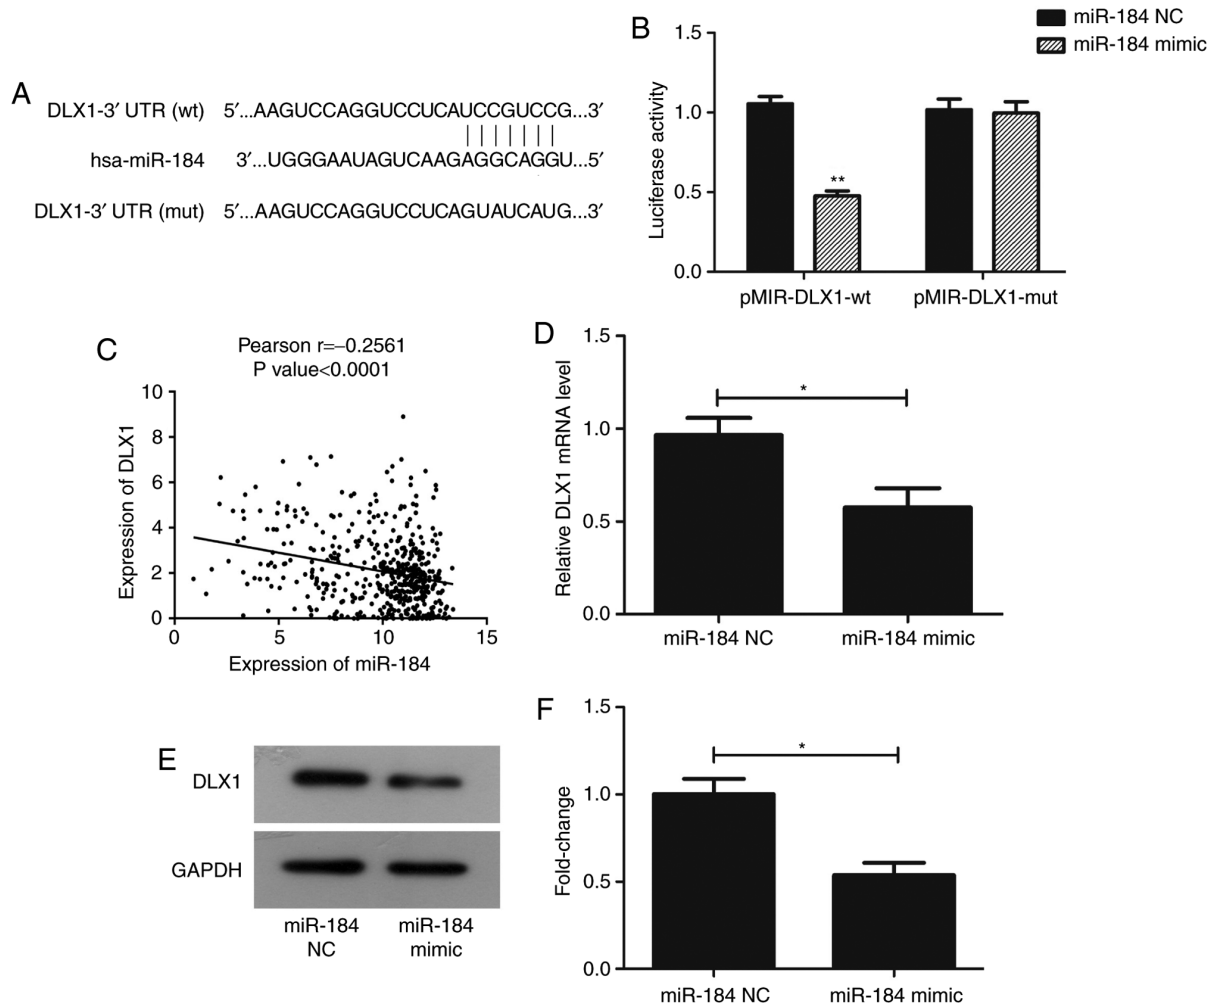 A
DLX1-3′ UTR (wt) 5′...AAGUCCAGGUCCUCAUCCGUCCG...3′
hsa-miR-184 3′...UGGGAAUAGUCAAGAGGCAGGU...5′
DLX1-3′ UTR (mut) 5′...AAGUCCAGGUCCUCAGUAUCAUG...3′
B
miR-184 NC
miR-184 mimic
Luciferase activity
1.5
1.0
0.5
0.0
**
pMIR-DLX1-wt pMIR-DLX1-mut
C
Pearson r=−0.2561
P value<0.0001
Expression of DLX1
10
8
6
4
2
0
0 5 10 15
Expression of miR-184
D
Relative DLX1 mRNA level
1.5
1.0
0.5
0.0
*
miR-184 NC miR-184 mimic
E
DLX1
GAPDH
miR-184 miR-184
NC mimic
F
Fold-change
1.5
1.0
0.5
0.0
*
miR-184 NC miR-184 mimic